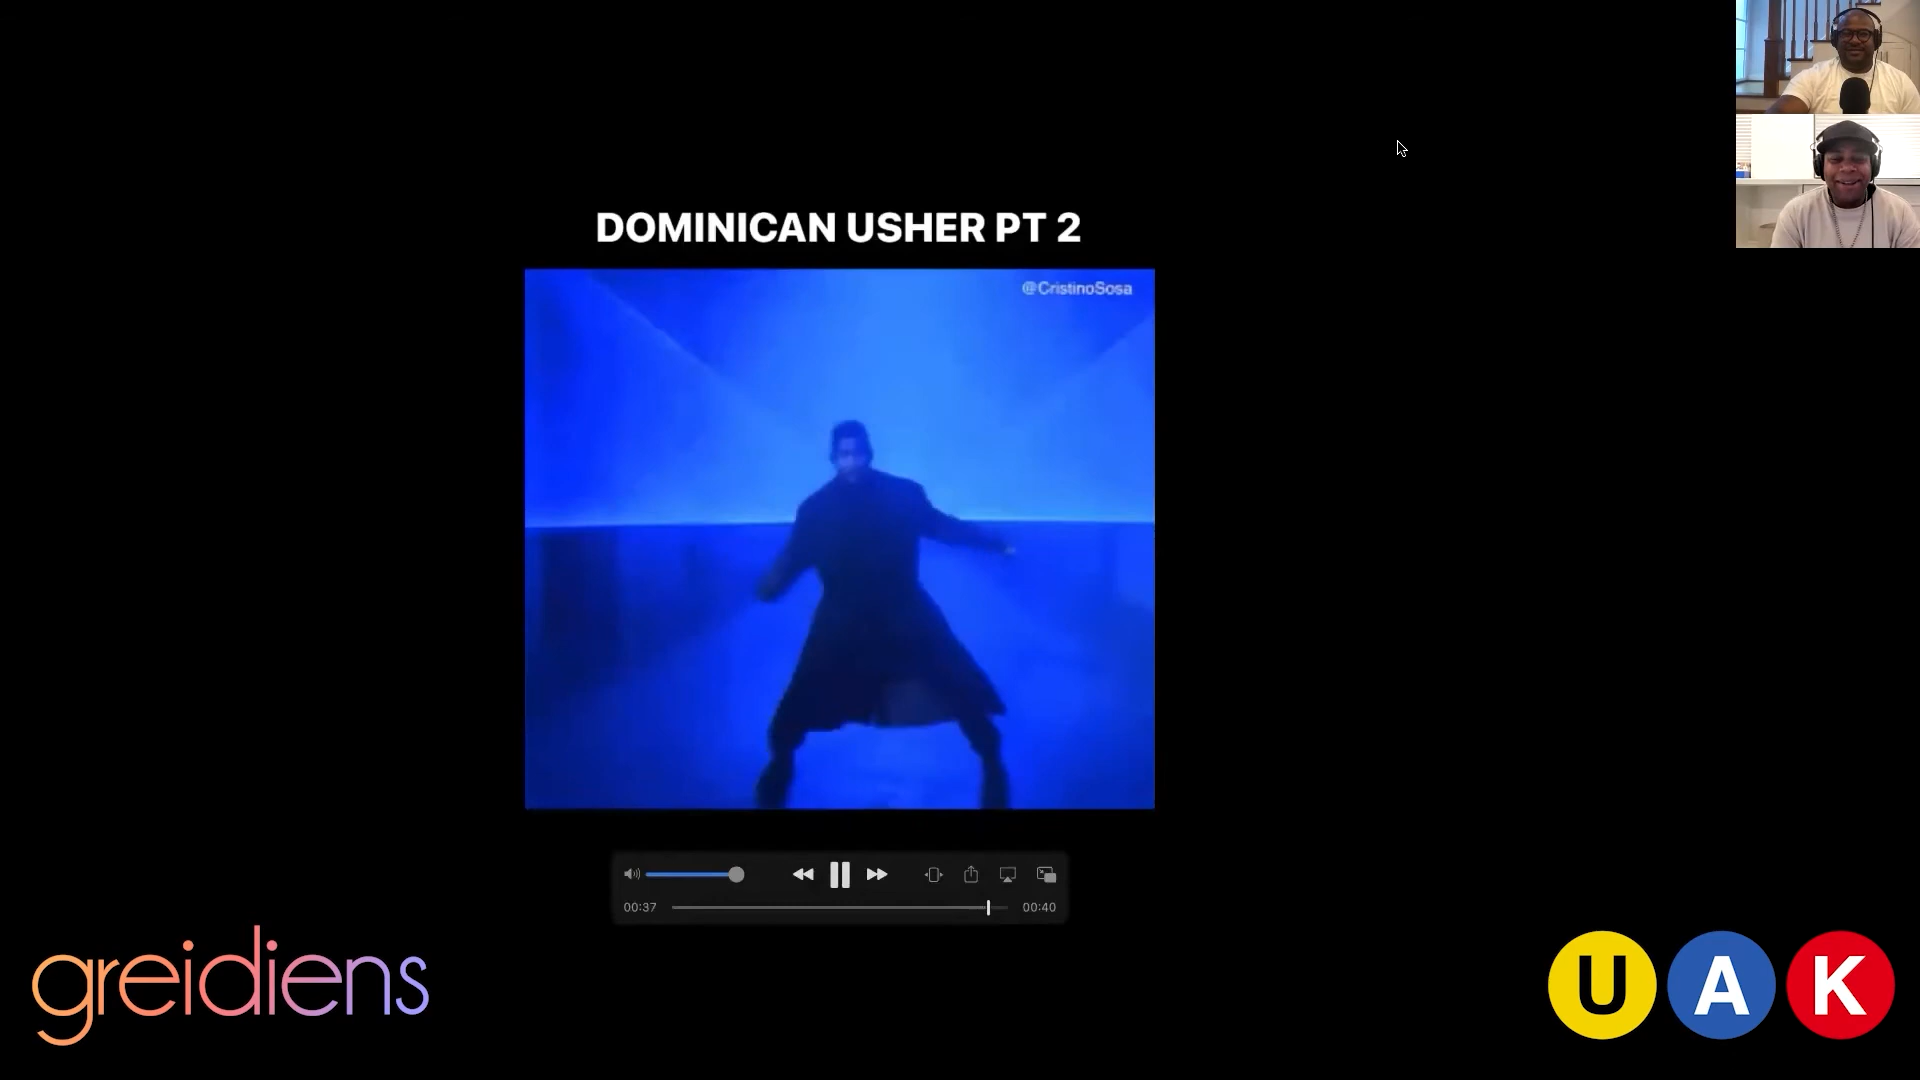 DOMINICAN USHER PT 2
@CristinoSosa
00:37
00:40
greidiens
U A K